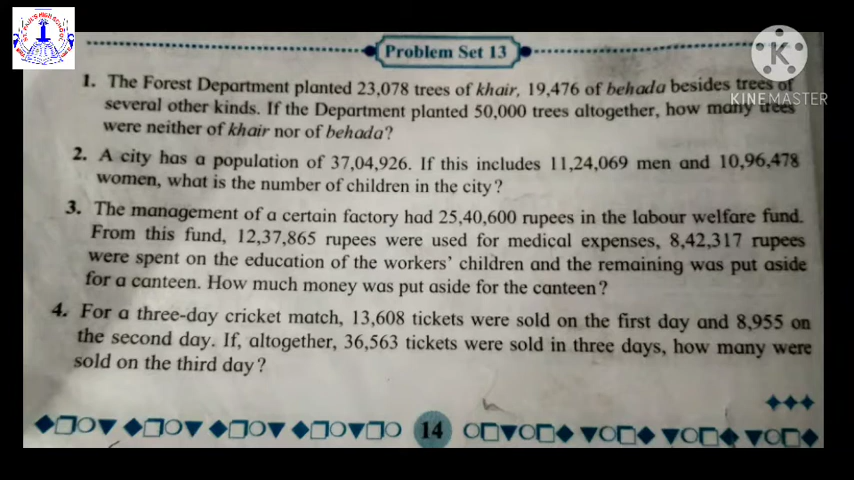 ST. PAUL'S HIGH SCHOOL
Problem Set 13
K
KINEMASTER
1. The Forest Department planted 23,078 trees of khair, 19,476 of behada besides trees of
several other kinds. If the Department planted 50,000 trees altogether, how many trees
were neither of khair nor of behada?
2. A city has a population of 37,04,926. If this includes 11,24,069 men and 10,96,478
women, what is the number of children in the city?
3. The management of a certain factory had 25,40,600 rupees in the labour welfare fund.
From this fund, 12,37,865 rupees were used for medical expenses, 8,42,317 rupees
were spent on the education of the workers' children and the remaining was put aside
for a canteen. How much money was put aside for the canteen?
4. For a three-day cricket match, 13,608 tickets were sold on the first day and 8,955 on
the second day. If, altogether, 36,563 tickets were sold in three days, how many were
sold on the third day?
14